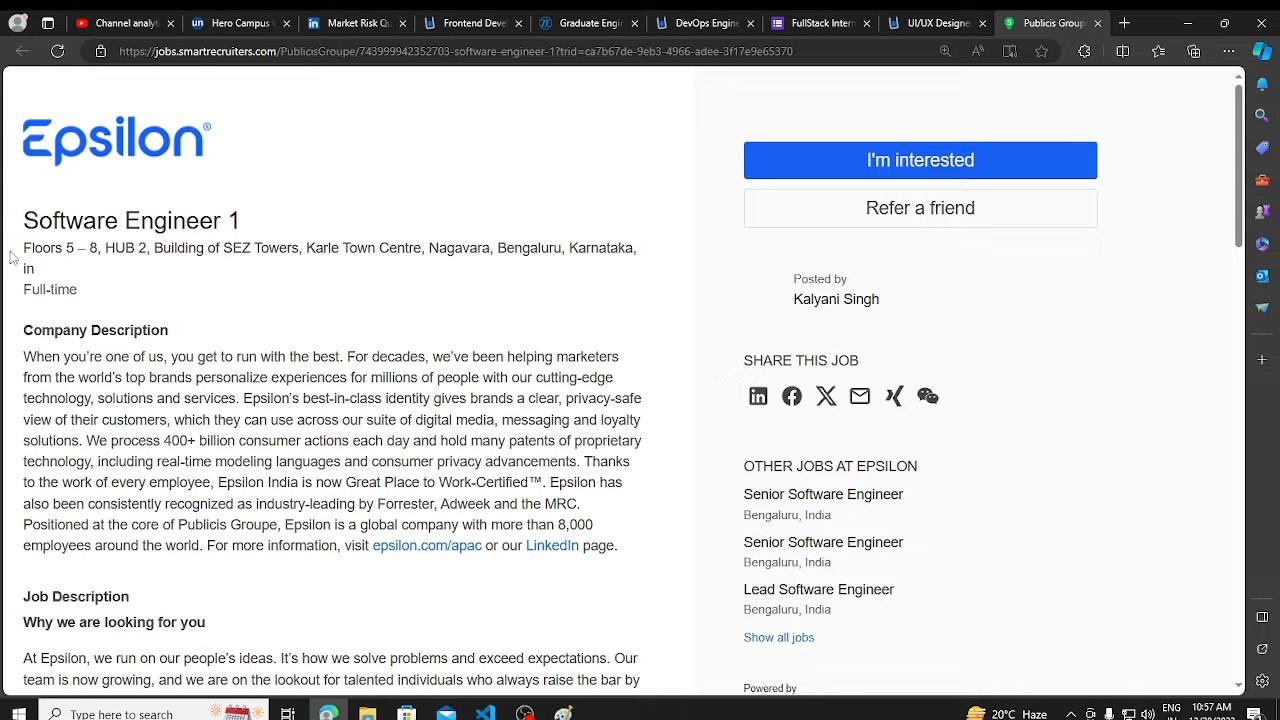 Channel analyti
Hero Campus C
Market Risk Qu
Frontend Devel
Graduate Engin
DevOps Engine
FullStack Intern
UI/UX Designe
Publicis Group
https://jobs.smartrecruiters.com/PublicisGroupe/743999942352703-software-engineer-1?trid=ca7b67de-9eb3-4966-adee-3f17e9e65370
Epsilon®
Software Engineer 1
Floors 5 – 8, HUB 2, Building of SEZ Towers, Karle Town Centre, Nagavara, Bengaluru, Karnataka,
in
Full-time
Company Description
When you’re one of us, you get to run with the best. For decades, we’ve been helping marketers
from the world’s top brands personalize experiences for millions of people with our cutting-edge
technology, solutions and services. Epsilon’s best-in-class identity gives brands a clear, privacy-safe
view of their customers, which they can use across our suite of digital media, messaging and loyalty
solutions. We process 400+ billion consumer actions each day and hold many patents of proprietary
technology, including real-time modeling languages and consumer privacy advancements. Thanks
to the work of every employee, Epsilon India is now Great Place to Work-Certified™. Epsilon has
also been consistently recognized as industry-leading by Forrester, Adweek and the MRC.
Positioned at the core of Publicis Groupe, Epsilon is a global company with more than 8,000
employees around the world. For more information, visit epsilon.com/apac or our LinkedIn page.
Job Description
Why we are looking for you
At Epsilon, we run on our people’s ideas. It’s how we solve problems and exceed expectations. Our
team is now growing, and we are on the lookout for talented individuals who always raise the bar by
I'm interested
Refer a friend
Posted by
Kalyani Singh
SHARE THIS JOB
OTHER JOBS AT EPSILON
Senior Software Engineer
Bengaluru, India
Senior Software Engineer
Bengaluru, India
Lead Software Engineer
Bengaluru, India
Show all jobs
Powered by
Type here to search
20°C Haze
ENG
10:57 AM